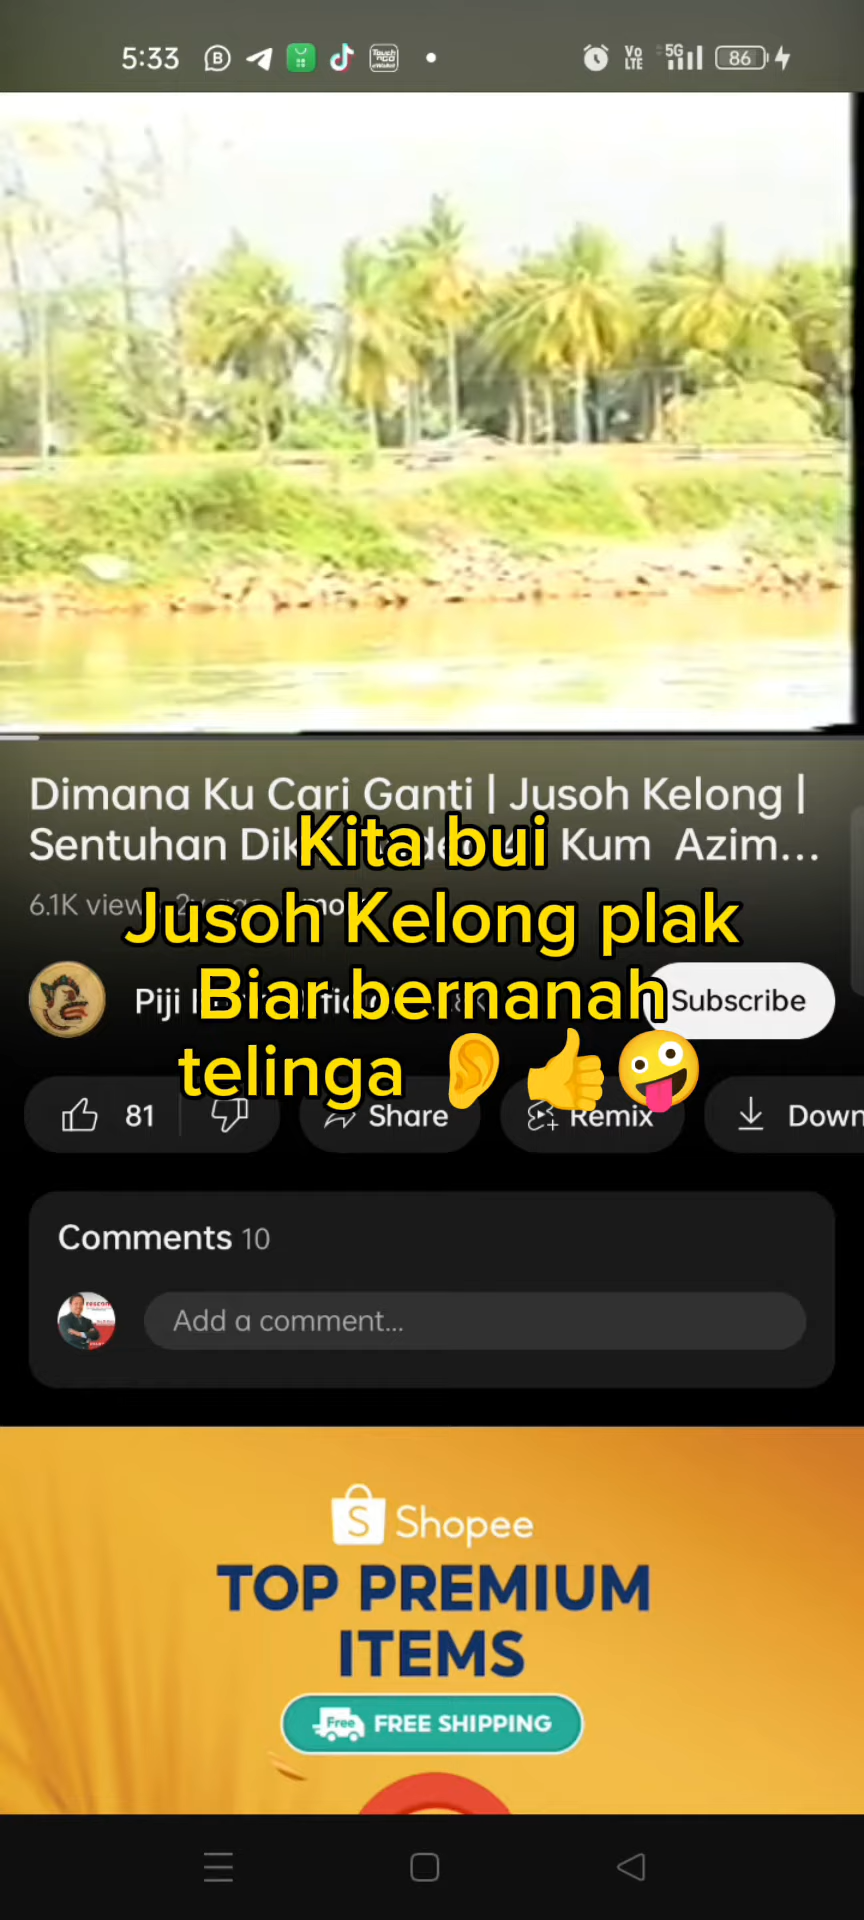 5:33
VoLTE 5G 86
Dimana Ku Cari Ganti | Jusoh Kelong |
Sentuhan Dik Kum Azim...
Kita bui
6.1K view
Jusoh Kelong plak
Piji
Biar bernanah
Subscribe
telinga 👂👍🤪
81
Share
Remix
Down
Comments 10
Add a comment...
Shopee
TOP PREMIUM
ITEMS
Free FREE SHIPPING